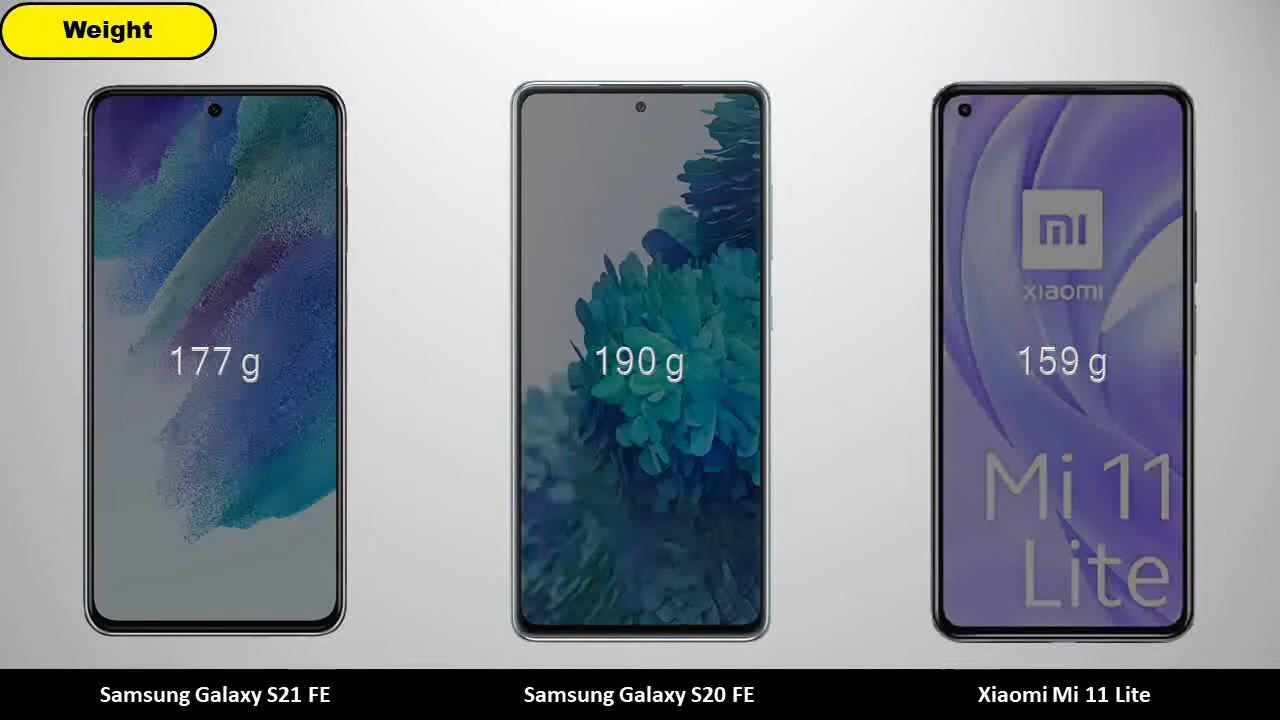 Weight
177 g
190 g
mi
xiaomi
159 g
Mi 11
Lite
Samsung Galaxy S21 FE
Samsung Galaxy S20 FE
Xiaomi Mi 11 Lite